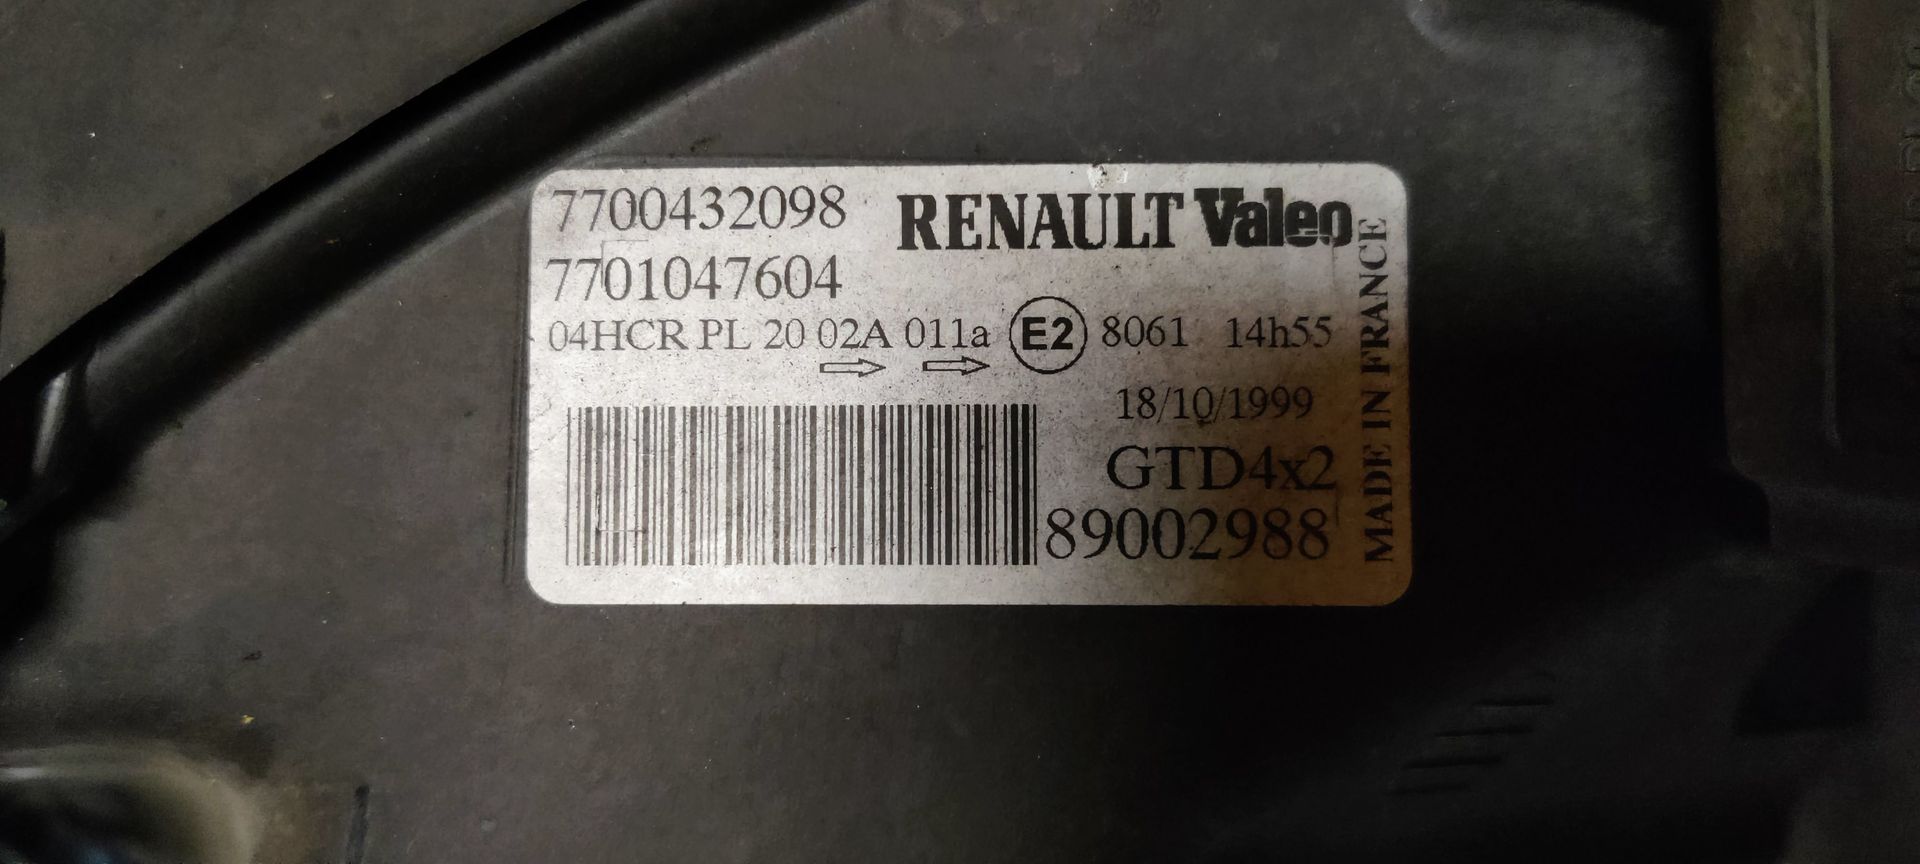 7700432098 RENAULT Valeo
7701047604
04HCR PL 20 02A 011a E2 8061 14h55
18/10/1999
GTD4x2
89002988
MADE IN FRANCE